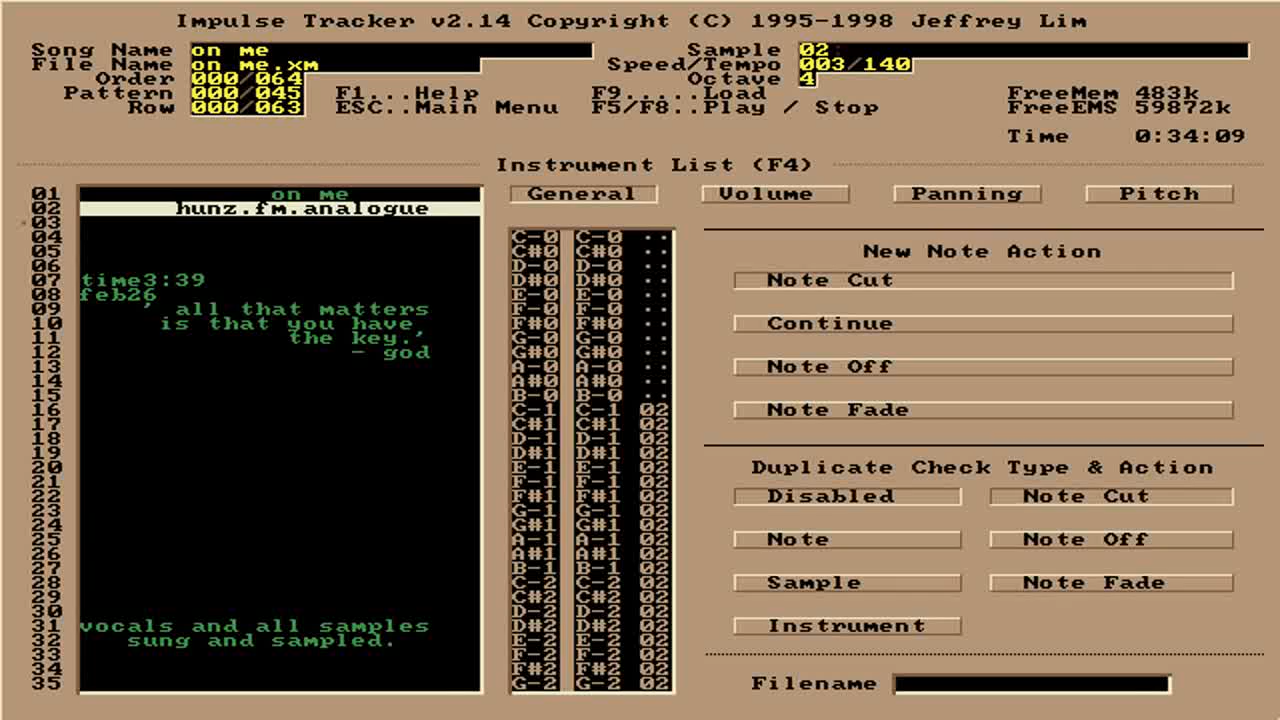 Impulse Tracker v2.14 Copyright (C) 1995-1998 Jeffrey Lim
Song Name on me Sample 02
File Name on me.xm Speed/Tempo 003/140
Order 000/064 Octave 4
Pattern 000/045 F1...Help F9.....Load FreeMem 483k
Row 000/063 ESC..Main Menu F5/F8..Play / Stop FreeEMS 59872k
Time 0:34:09
Instrument List (F4)
01 on me General Volume Panning Pitch
02 hunz.fm.analogue
03
04 C-0 C-0 ··
05 C#0 C#0 ·· New Note Action
06 D-0 D-0 ··
07 time3:39 D#0 D#0 ·· Note Cut
08 feb26 E-0 E-0 ··
09 ' all that matters F-0 F-0 ··
10 is that you have F#0 F#0 ·· Continue
11 the key.' G-0 G-0 ··
12 - god G#0 G#0 ··
13 A-0 A-0 ·· Note Off
14 A#0 A#0 ··
15 B-0 B-0 ··
16 C-1 C-1 02 Note Fade
17 C#1 C#1 02
18 D-1 D-1 02
19 D#1 D#1 02
20 E-1 E-1 02 Duplicate Check Type & Action
21 F-1 F-1 02
22 F#1 F#1 02 Disabled Note Cut
23 G-1 G-1 02
24 G#1 G#1 02
25 A-1 A-1 02 Note Note Off
26 A#1 A#1 02
27 B-1 B-1 02
28 C-2 C-2 02 Sample Note Fade
29 C#2 C#2 02
30 D-2 D-2 02
31 vocals and all samples D#2 D#2 02 Instrument
32 sung and sampled. E-2 E-2 02
33 F-2 F-2 02
34 F#2 F#2 02
35 G-2 G-2 02 Filename